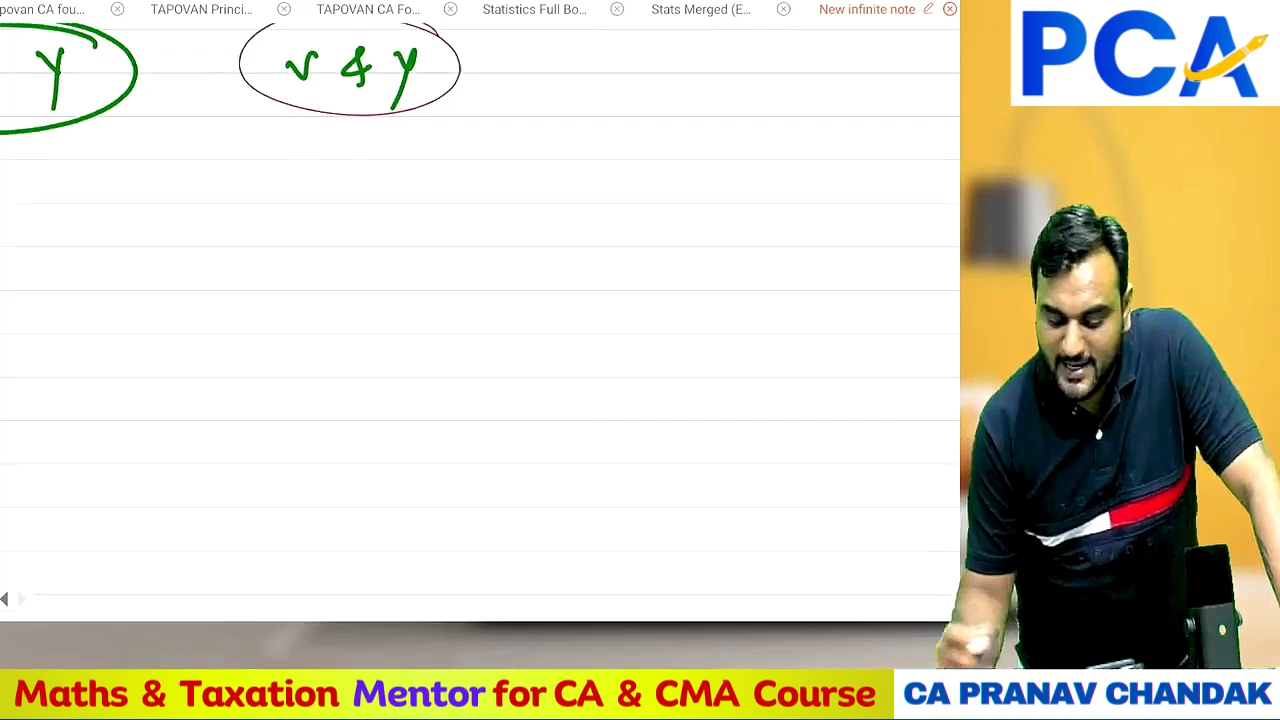 povan CA fou... TAPOVAN Princi... TAPOVAN CA Fo... Statistics Full Bo... Stats Merged (E... New infinite note
PCA
y & y
Maths & Taxation Mentor for CA & CMA Course CA PRANAV CHANDAK